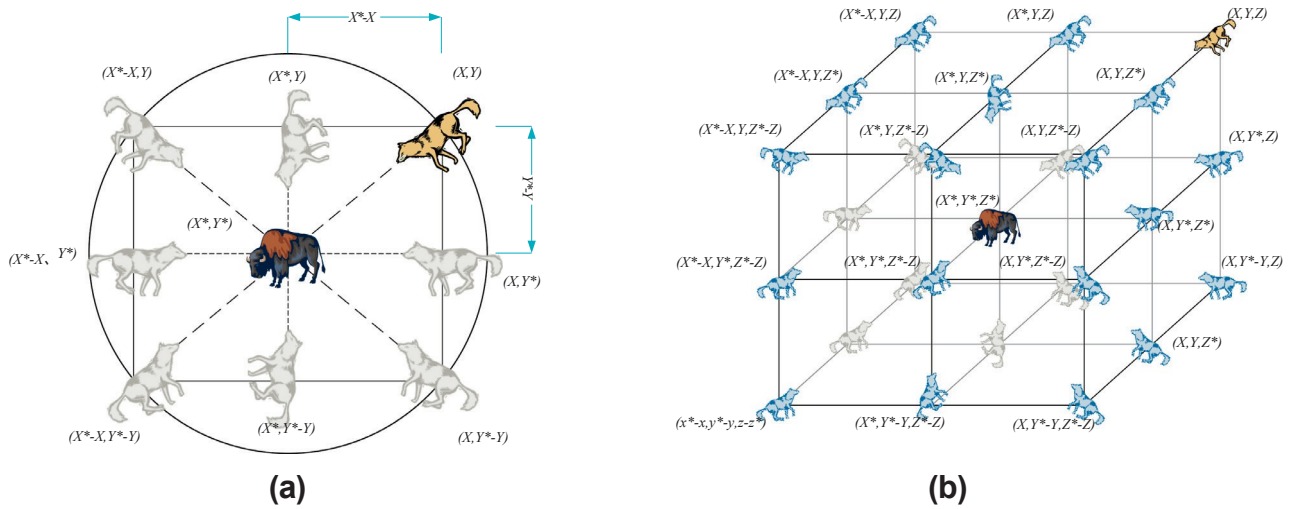 X*-X
(X*-X,Y)
(X*,Y)
(X,Y)
Y*-Y
(X*,Y*)
(X*-X、Y*)
(X,Y*)
(X*-X,Y*-Y)
(X*,Y*-Y)
(X,Y*-Y)
(a)
(X*-X,Y,Z)
(X*,Y,Z)
(X,Y,Z)
(X*-X,Y,Z*)
(X*,Y,Z*)
(X,Y,Z*)
(X*-X,Y,Z*-Z)
(X*,Y,Z*-Z)
(X,Y,Z*-Z)
(X,Y*,Z)
(X*,Y*,Z*)
(X,Y*,Z*)
(X*-X,Y*,Z*-Z)
(X*,Y*,Z*-Z)
(X,Y*,Z*-Z)
(X,Y*-Y,Z)
(X,Y,Z*)
(x*-x,y*-y,z-z*)
(X*,Y*-Y,Z*-Z)
(X,Y*-Y,Z*-Z)
(b)